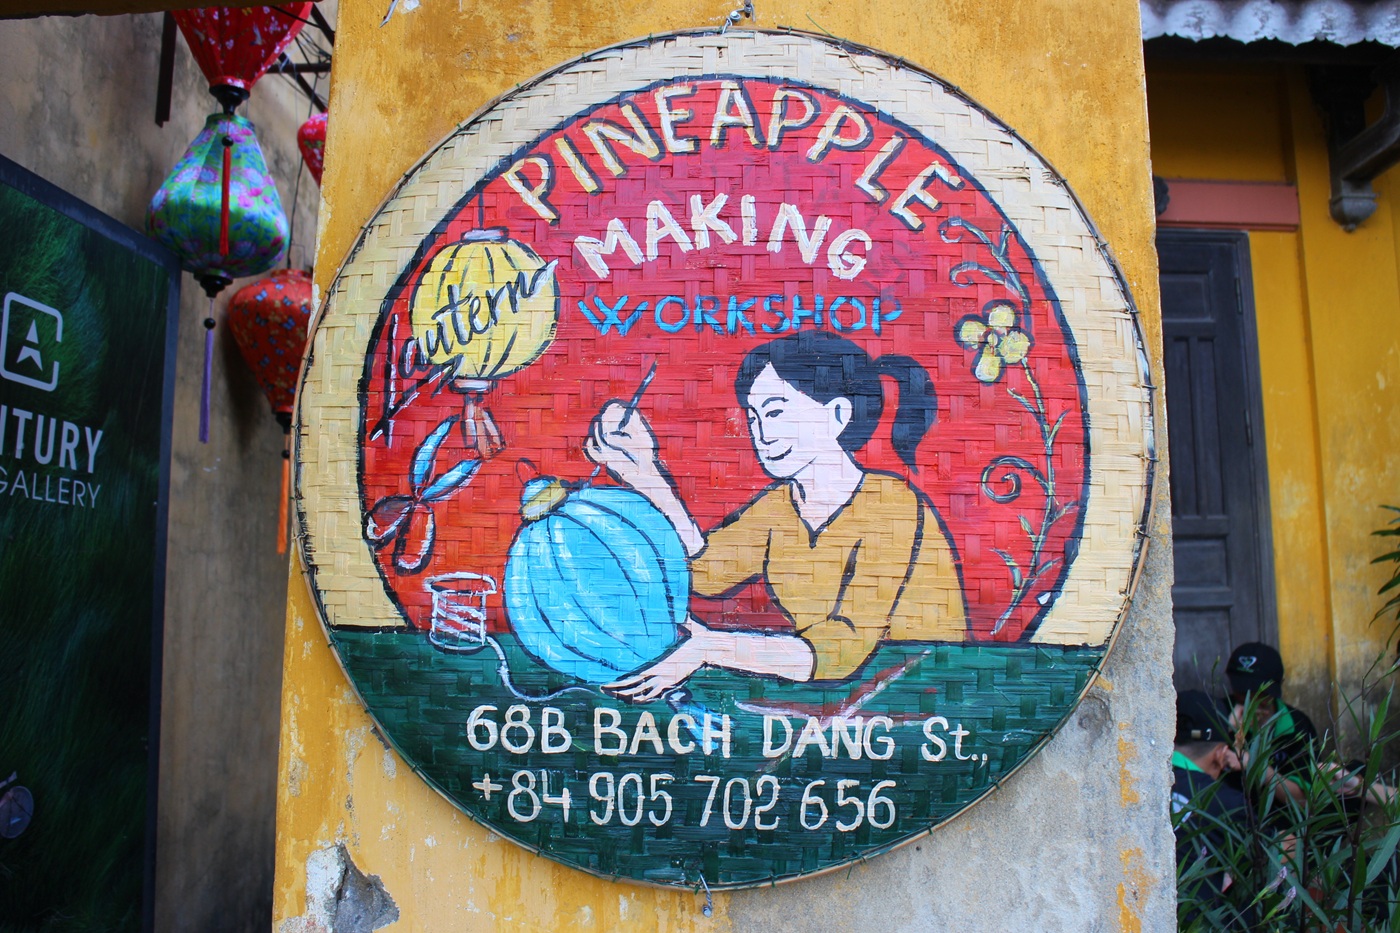 PINEAPPLE
MAKING
Lantern
WORKSHOP
68B BACH DANG St.,
+84 905 702 656
NTURY
GALLERY